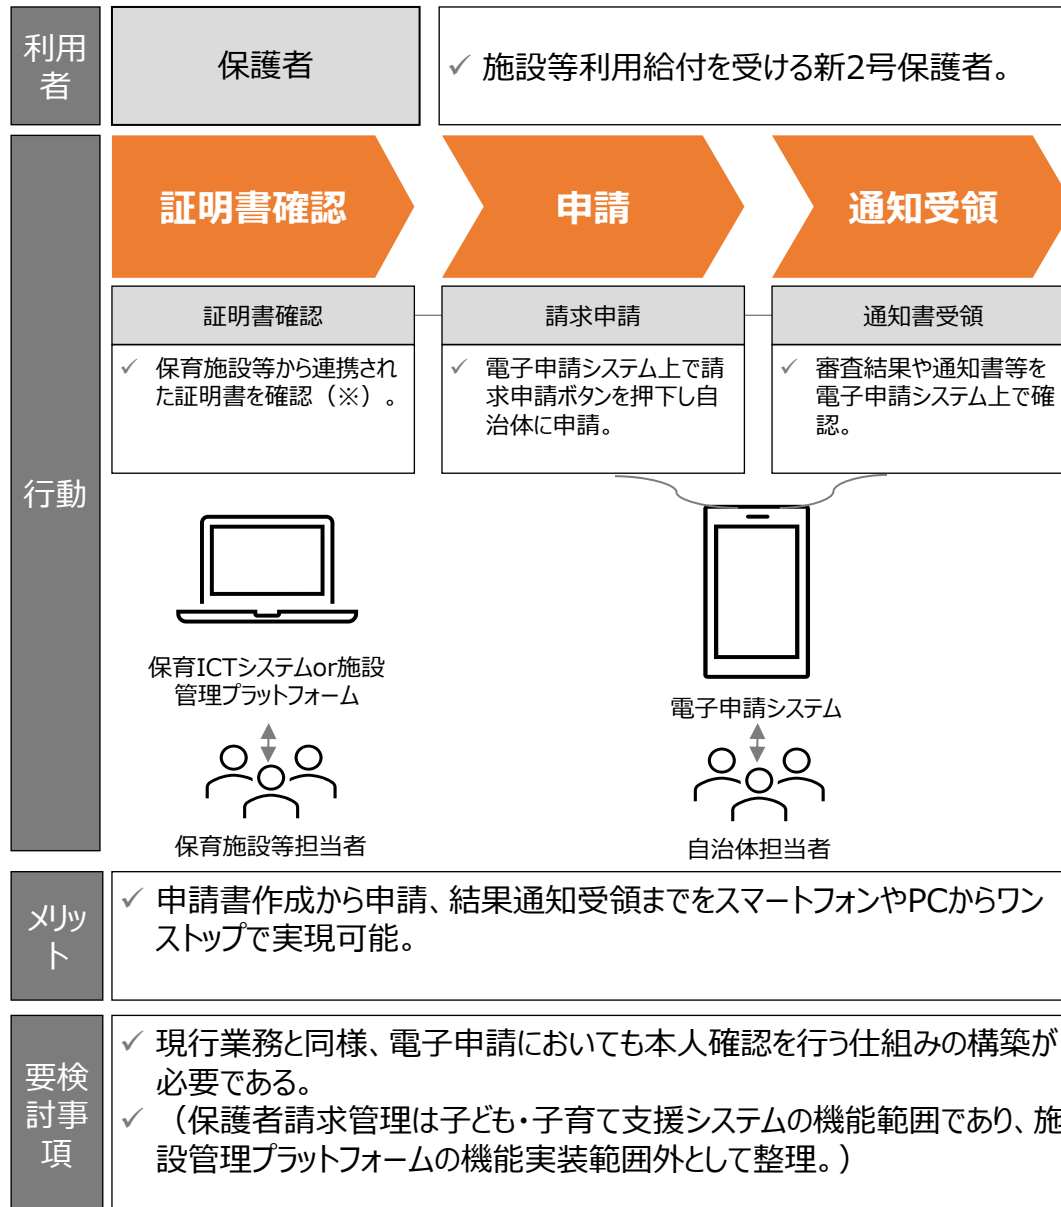 利用
者
保護者
✓ 施設等利用給付を受ける新2号保護者。
行動
証明書確認
申請
通知受領
証明書確認
請求申請
通知書受領
✓ 保育施設等から連携され
た証明書を確認（※）。
✓ 電子申請システム上で請
求申請ボタンを押下し自
治体に申請。
✓ 審査結果や通知書等を
電子申請システム上で確
認。
保育ICTシステムor施設
管理プラットフォーム
保育施設等担当者
電子申請システム
自治体担当者
メリッ
ト
✓ 申請書作成から申請、結果通知受領までをスマートフォンやPCからワン
ストップで実現可能。
要検
討事
項
✓ 現行業務と同様、電子申請においても本人確認を行う仕組みの構築が
必要である。
✓ （保護者請求管理は子ども・子育て支援システムの機能範囲であり、施
設管理プラットフォームの機能実装範囲外として整理。）